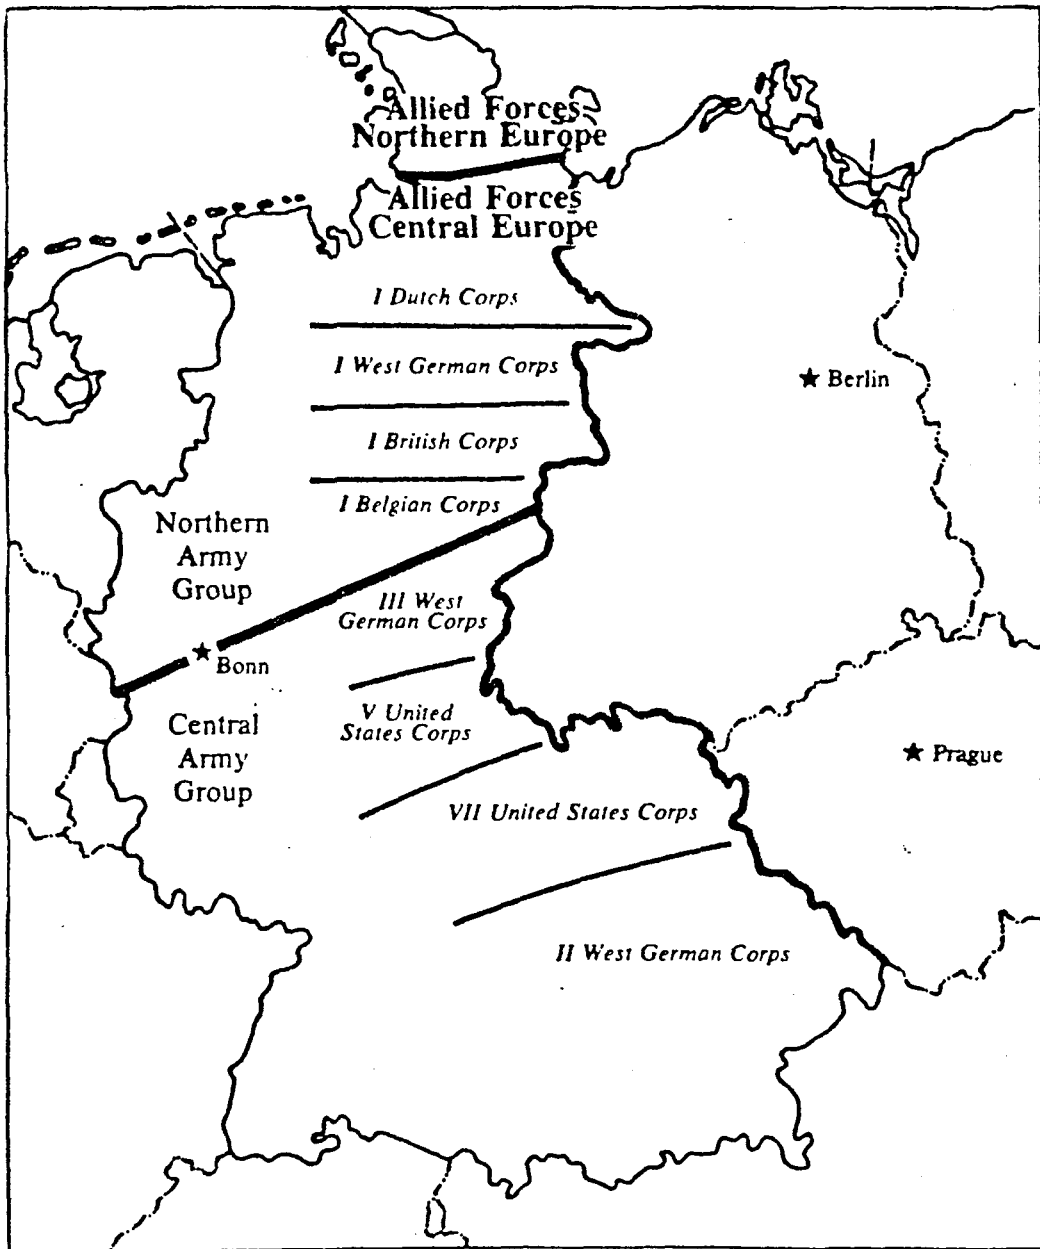 Allied Forces
Northern Europe
Allied Forces
Central Europe
I Dutch Corps
I West German Corps
Berlin
I British Corps
I Belgian Corps
Northern
Army
Group
III West
German Corps
Bonn
V United
States Corps
Central
Army
Group
Prague
VII United States Corps
II West German Corps